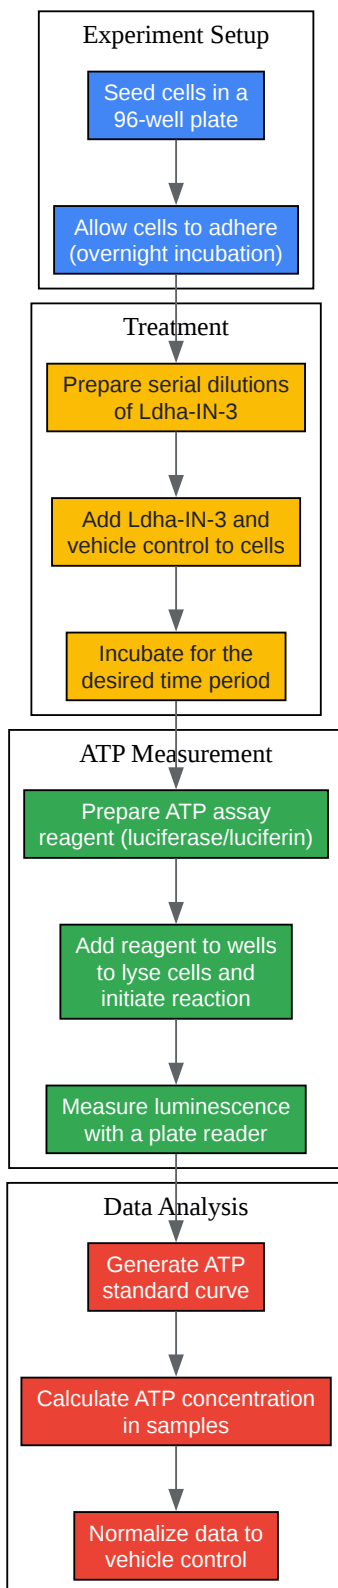 Experiment Setup
Seed cells in a
96-well plate
Allow cells to adhere
(overnight incubation)
Treatment
Prepare serial dilutions
of Ldha-IN-3
Add Ldha-IN-3 and
vehicle control to cells
Incubate for the
desired time period
ATP Measurement
Prepare ATP assay
reagent (luciferase/luciferin)
Add reagent to wells
to lyse cells and
initiate reaction
Measure luminescence
with a plate reader
Data Analysis
Generate ATP
standard curve
Calculate ATP concentration
in samples
Normalize data to
vehicle control